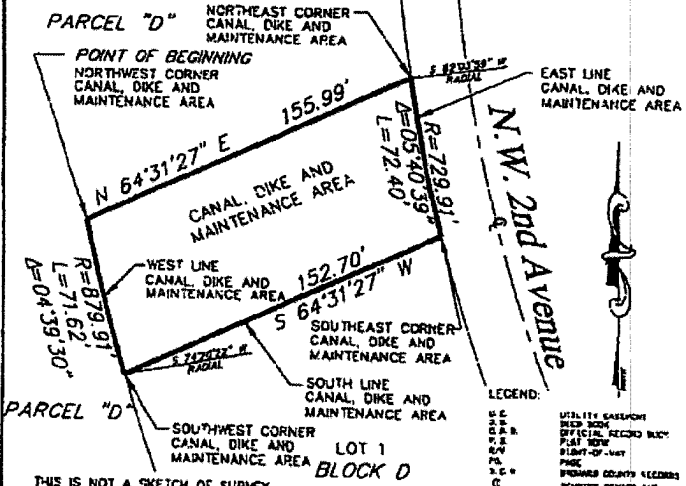 PARCEL "D"
NORTHEAST CORNER
CANAL, DIKE AND
MAINTENANCE AREA
POINT OF BEGINNING
NORTHWEST CORNER
CANAL, DIKE AND
MAINTENANCE AREA
RADIAL
EAST LINE
CANAL, DIKE AND
MAINTENANCE AREA
N 64°31'27" E 155.99'
R=729.91'
Δ=05°40'39"
L=72.40'
N.W. 2nd Avenue
CANAL, DIKE AND
MAINTENANCE AREA
WEST LINE
CANAL, DIKE AND
MAINTENANCE AREA
R=879.91'
L=71.62'
Δ=04°39'30"
152.70'
S 64°31'27" W
SOUTHEAST CORNER
CANAL, DIKE AND
MAINTENANCE AREA
RADIAL
SOUTH LINE
CANAL, DIKE AND
MAINTENANCE AREA
PARCEL "D"
SOUTHWEST CORNER
CANAL, DIKE AND
MAINTENANCE AREA
LOT 1
BLOCK D
LEGEND:
U.E. UTILITY EASEMENT
D.B. DEED BOOK
O.R.B. OFFICIAL RECORD BOOK
P.B. PLAT BOOK
R/W RIGHT-OF-WAY
PG. PAGE
B.C.R. BROWARD COUNTY RECORDS
THIS IS NOT A SKETCH OF SURVEY